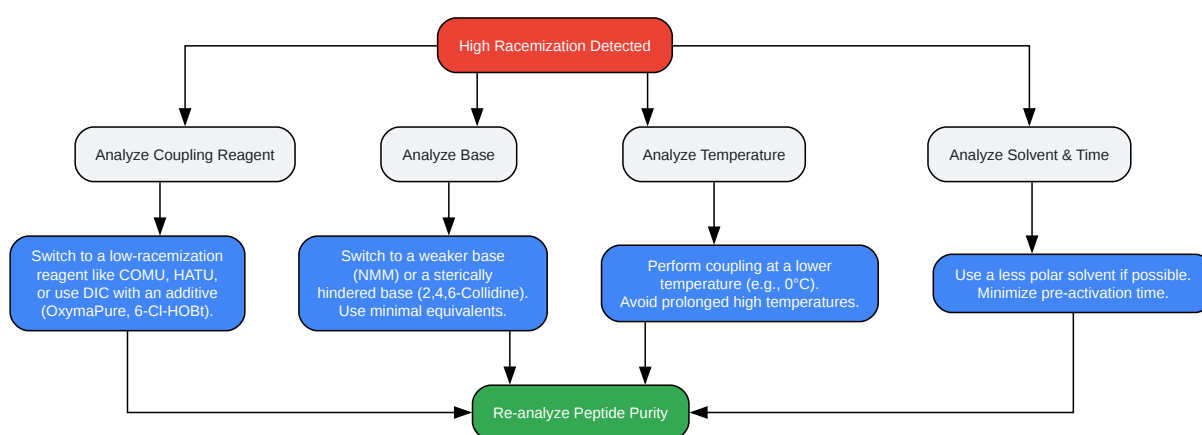 High Racemization Detected
Analyze Coupling Reagent
Analyze Base
Analyze Temperature
Analyze Solvent & Time
Switch to a low-racemization
reagent like COMU, HATU,
or use DIC with an additive
(OxymaPure, 6-Cl-HOBt).
Switch to a weaker base
(NMM) or a sterically
hindered base (2,4,6-Collidine).
Use minimal equivalents.
Perform coupling at a lower
temperature (e.g., 0°C).
Avoid prolonged high temperatures.
Use a less polar solvent if possible.
Minimize pre-activation time.
Re-analyze Peptide Purity